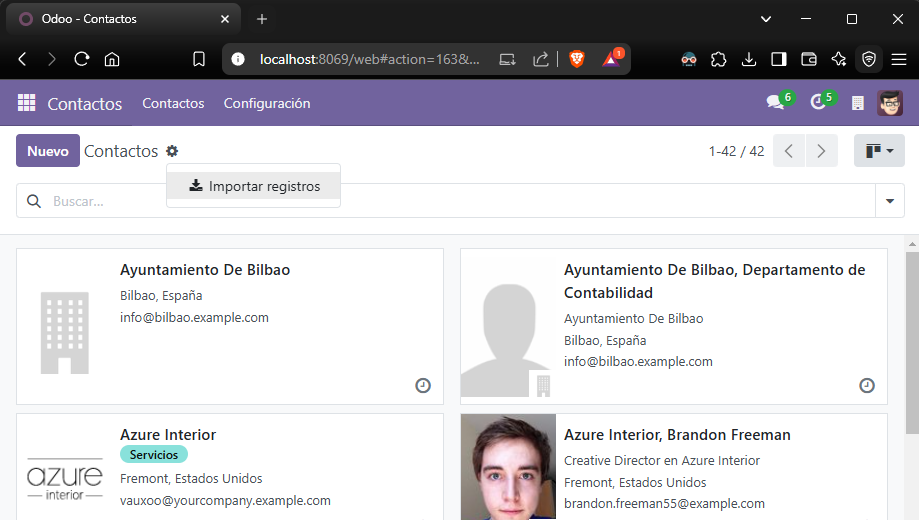 Odoo - Contactos
localhost:8069/web#action=163&...
1
Contactos
Contactos
Configuración
6
5
Nuevo
Contactos
1-42 / 42
Importar registros
Buscar...
Ayuntamiento De Bilbao
Bilbao, España
info@bilbao.example.com
Ayuntamiento De Bilbao, Departamento de
Contabilidad
Ayuntamiento De Bilbao
Bilbao, España
info@bilbao.example.com
azure
interior
Azure Interior
Servicios
Fremont, Estados Unidos
vauxoo@yourcompany.example.com
Azure Interior, Brandon Freeman
Creative Director en Azure Interior
Fremont, Estados Unidos
brandon.freeman55@example.com